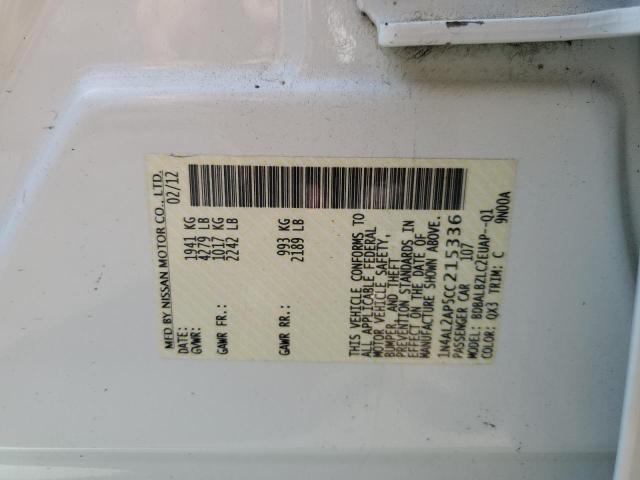 MFD BY NISSAN MOTOR CO., LTD.
DATE: 02/12
GVWR: 1941 KG
4279 LB
GAWR FR.: 1017 KG
2242 LB
GAWR RR.: 993 KG
2189 LB
THIS VEHICLE CONFORMS TO
ALL APPLICABLE FEDERAL
MOTOR VEHICLE SAFETY,
BUMPER, AND THEFT
PREVENTION STANDARDS IN
EFFECT ON THE DATE OF
MANUFACTURE SHOWN ABOVE.
1N4AL2AP5CC215336
PASSENGER CAR 107
MODEL: BDBALBZLC2EUAP--Q1
COLOR: QX3 TRIM: C 9N00A